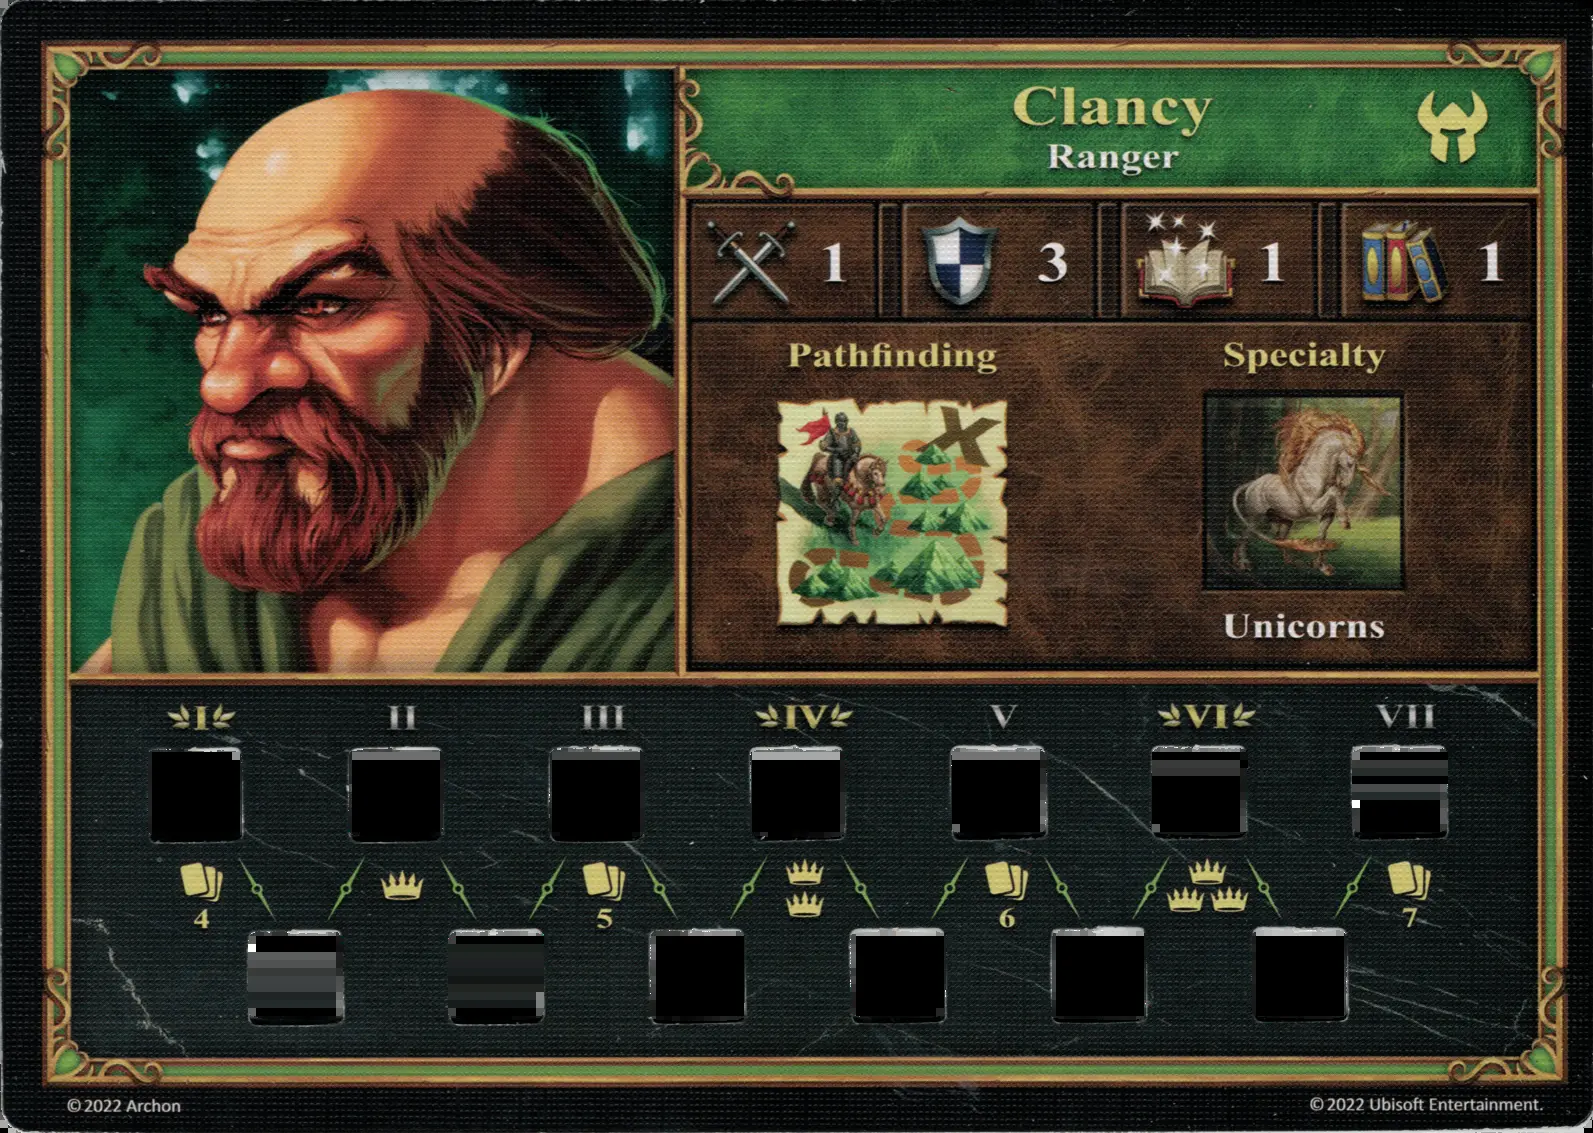 Clancy
Ranger
1
3
1
1
Pathfinding
Specialty
Unicorns
I
II
III
IV
V
VI
VII
4
5
6
7
© 2022 Archon
© 2022 Ubisoft Entertainment.